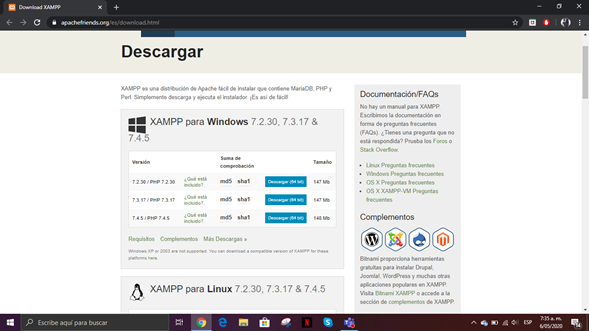 Download XAMPP
apachefriends.org/es/download.html
Descargar
XAMPP es una distribución de Apache fácil de instalar que contiene MariaDB, PHP y
Perl. Simplemente descarga y ejecuta el instalador. ¡Es así de fácil!
XAMPP para Windows 7.2.30, 7.3.17 &
7.4.5
Versión
Suma de
comprobación
Tamaño
7.2.30 / PHP 7.2.30
¿Qué está
incluido?
md5 sha1
Descargar (64 bit)
147 Mb
7.3.17 / PHP 7.3.17
¿Qué está
incluido?
md5 sha1
Descargar (64 bit)
147 Mb
7.4.5 / PHP 7.4.5
¿Qué está
incluido?
md5 sha1
Descargar (64 bit)
148 Mb
Requisitos Complementos Más Descargas »
Windows XP or 2003 are not supported. You can download a compatible version of XAMPP for these
platforms here.
XAMPP para Linux 7.2.30, 7.3.17 & 7.4.5
Documentación/FAQs
No hay un manual para XAMPP.
Escribimos la documentación en
forma de preguntas frecuentes
(FAQs). ¿Tienes una pregunta que no
está respondida? Prueba los Foros o
Stack Overflow.
Linux Preguntas frecuentes
Windows Preguntas frecuentes
OS X Preguntas frecuentes
OS X XAMPP-VM Preguntas
frecuentes
Complementos
Bitnami proporciona herramientas
gratuitas para instalar Drupal,
Joomla!, WordPress y muchas otras
aplicaciones populares en XAMPP.
Visita Bitnami XAMPP o accede a la
sección de complementos de XAMPP.
Escribe aquí para buscar
ESP
7:35 a. m.
6/05/2020